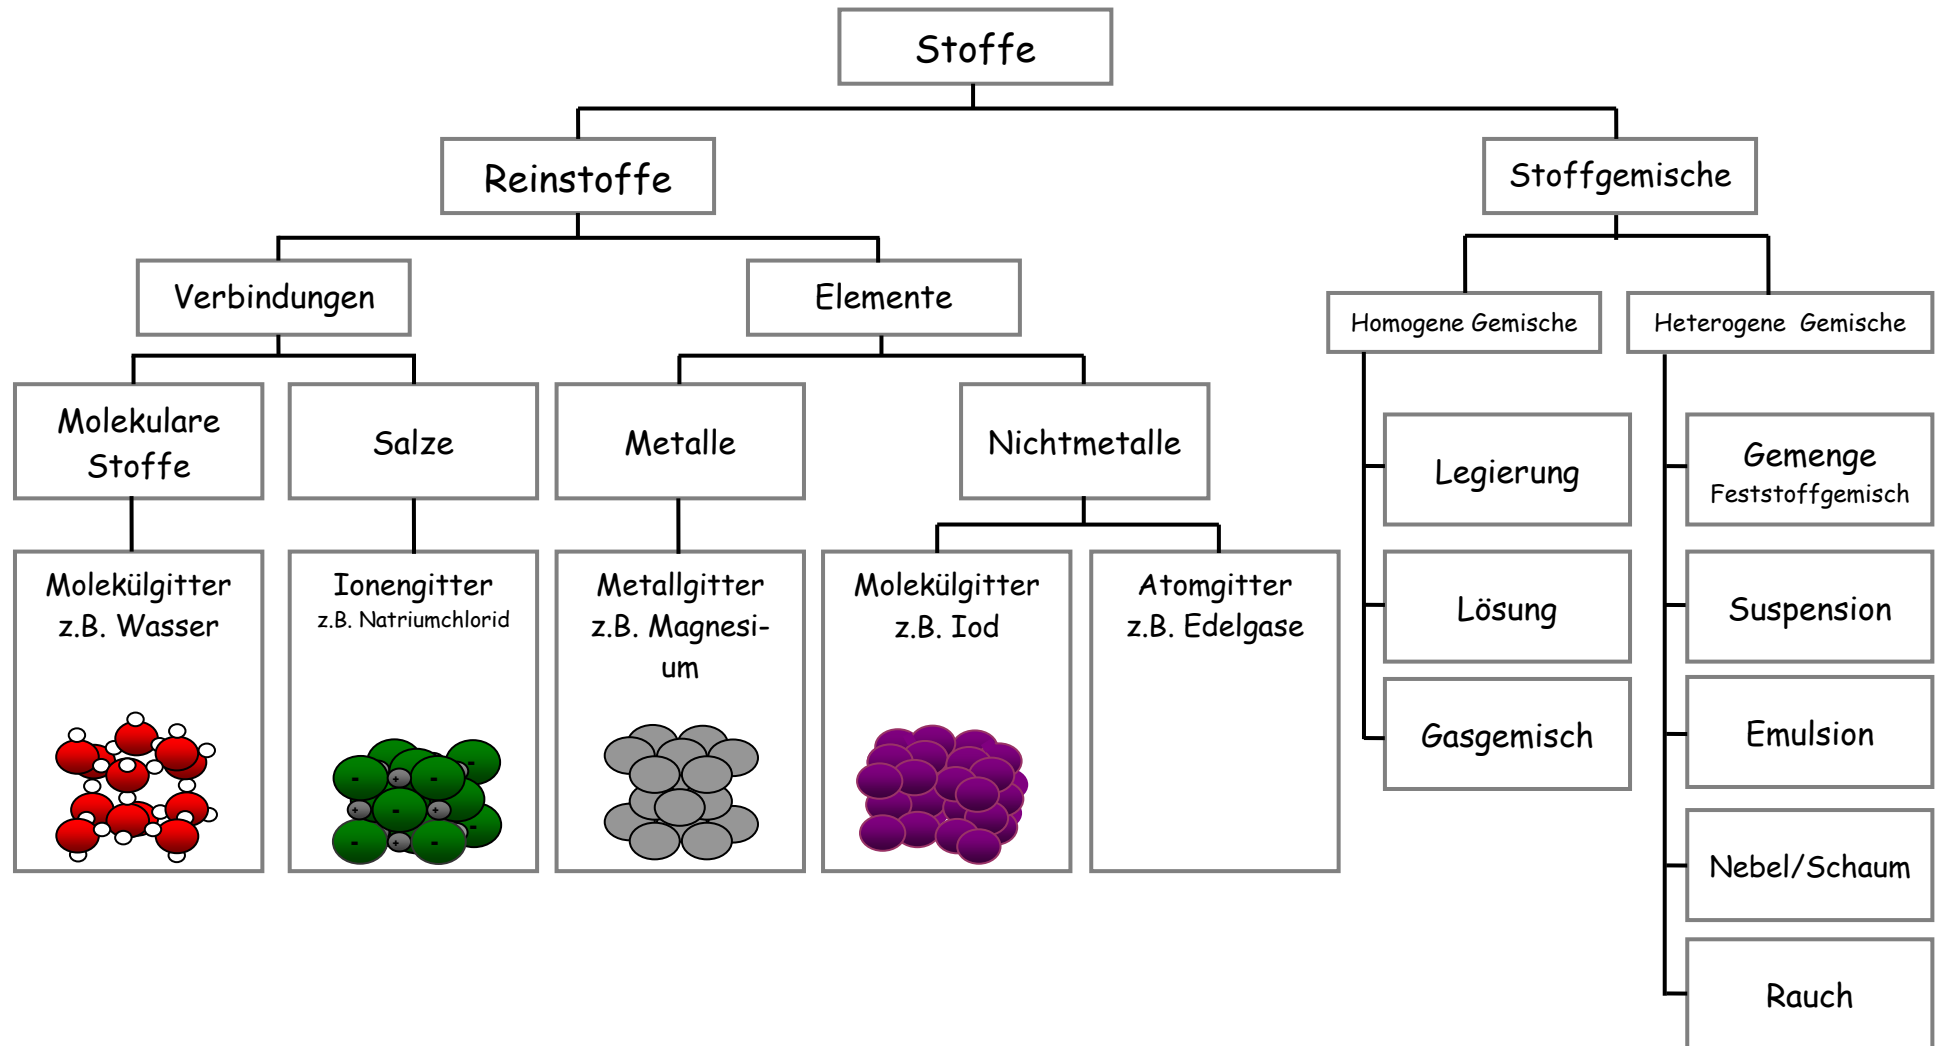 Stoffe
Reinstoffe
Stoffgemische
Verbindungen
Elemente
Homogene Gemische
Heterogene Gemische
Molekulare
Stoffe
Salze
Metalle
Nichtmetalle
Legierung
Gemenge
Feststoffgemisch
Molekülgitter
z.B. Wasser
Ionengitter
z.B. Natriumchlorid
Metallgitter
z.B. Magnesi-
um
Molekülgitter
z.B. Iod
Atomgitter
z.B. Edelgase
Lösung
Suspension
Gasgemisch
Emulsion
Nebel/Schaum
Rauch